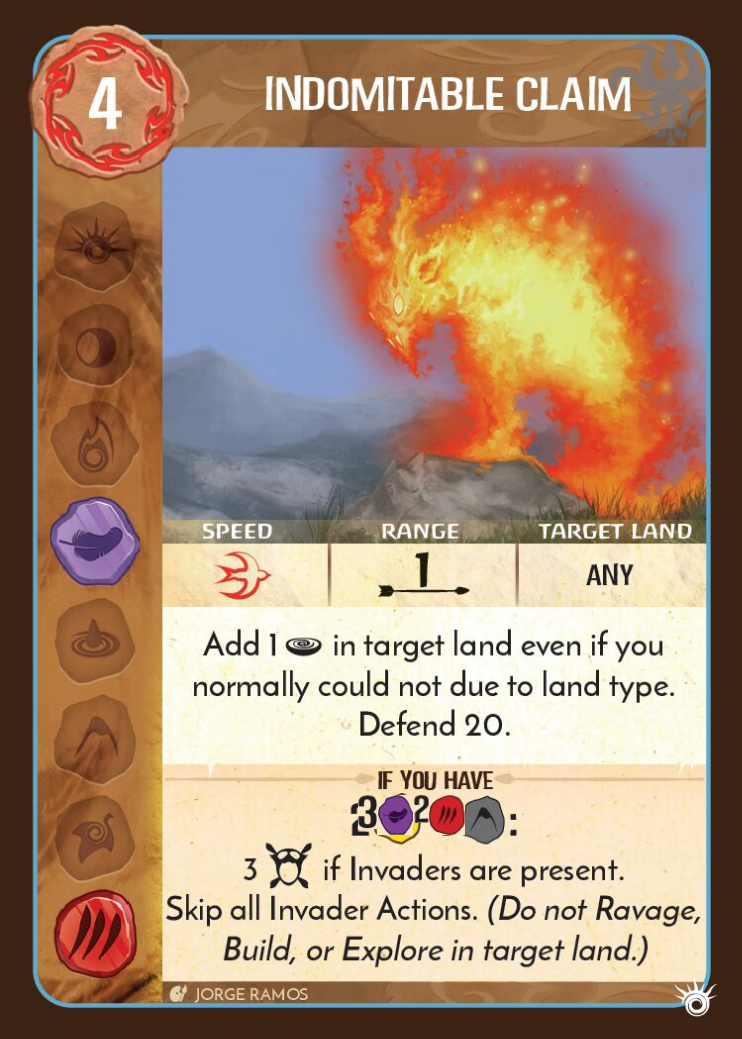 4
INDOMITABLE CLAIM
SPEED RANGE TARGET LAND
1 ANY
Add 1 in target land even if you
normally could not due to land type.
Defend 20.
IF YOU HAVE
2 :
3 if Invaders are present.
Skip all Invader Actions. (Do not Ravage,
Build, or Explore in target land.)
JORGE RAMOS